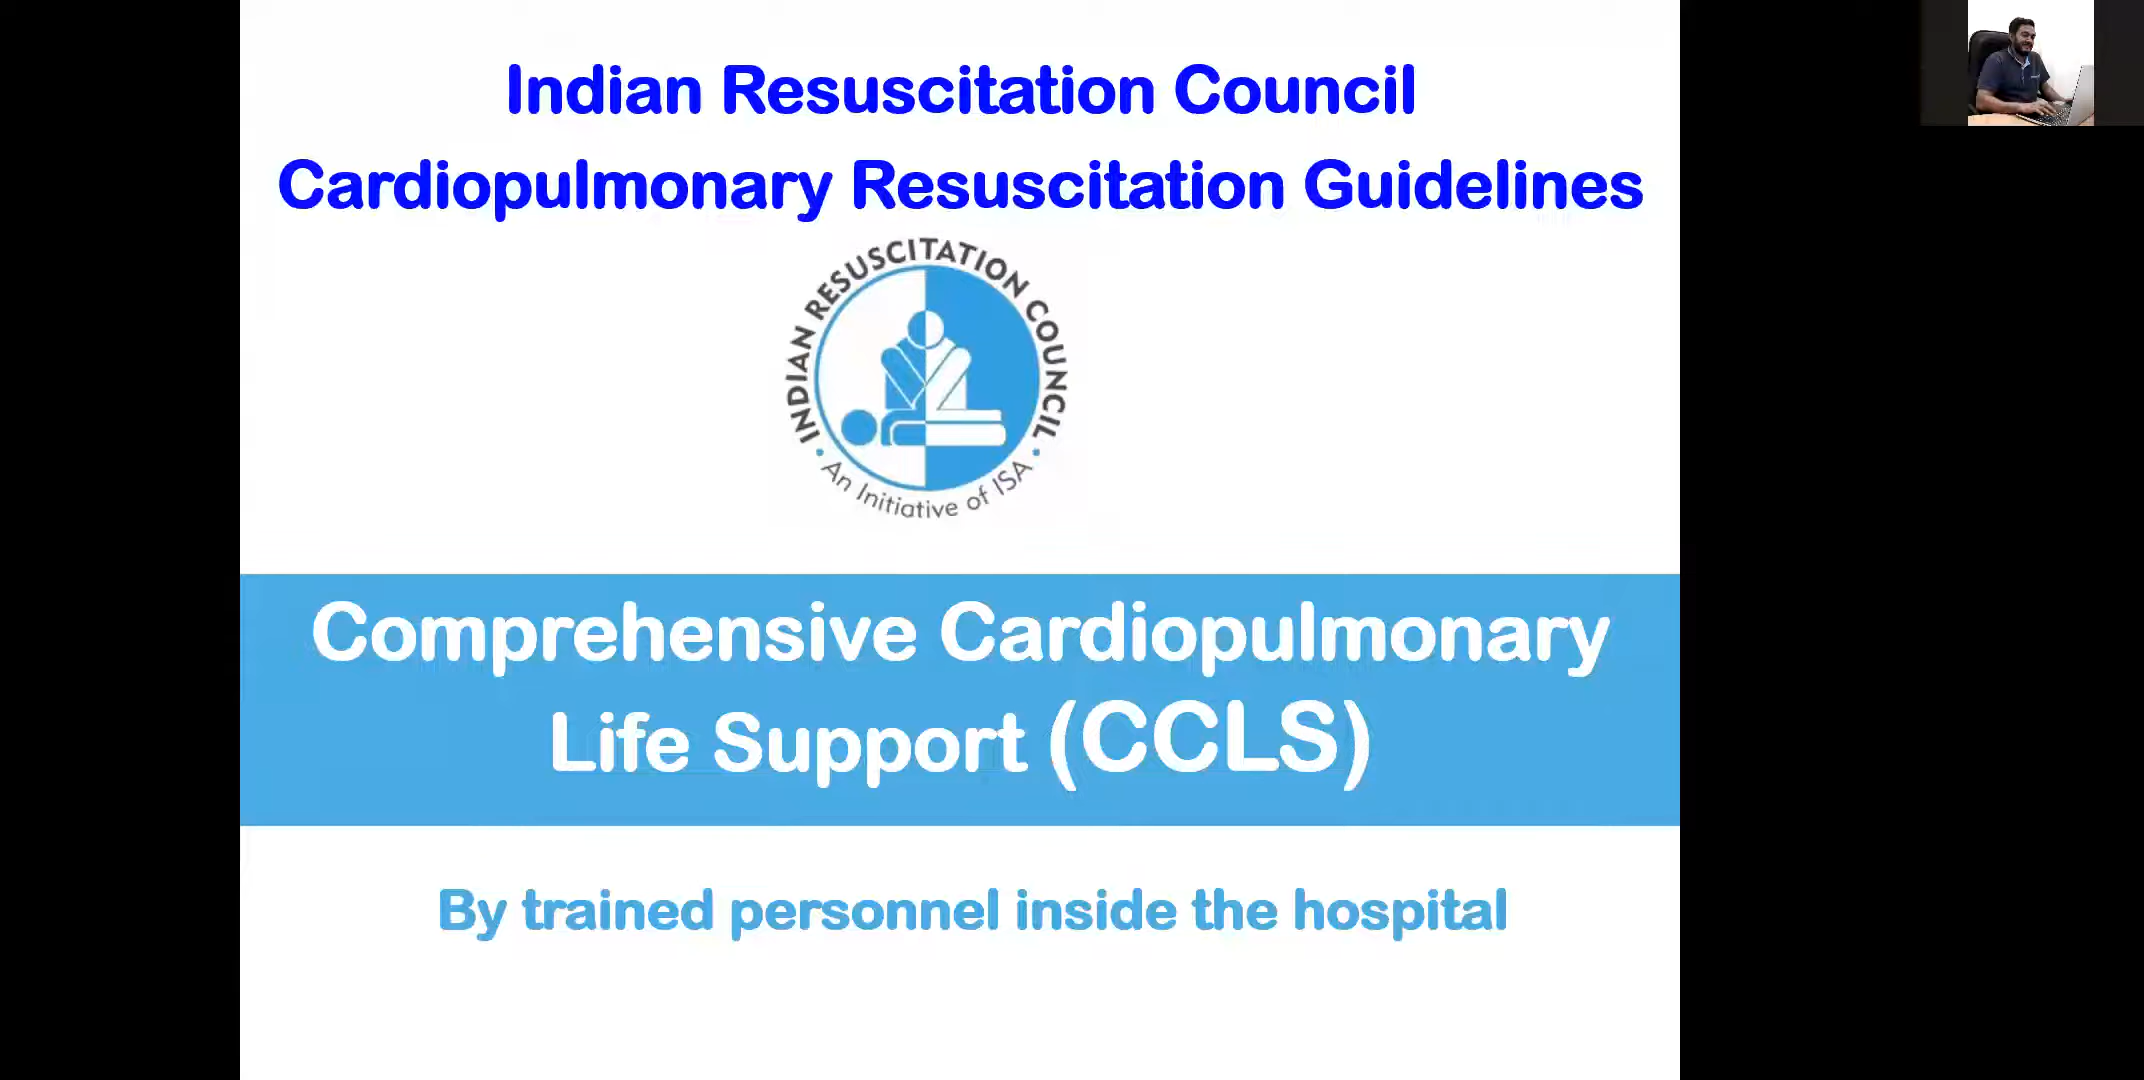 Indian Resuscitation Council
Cardiopulmonary Resuscitation Guidelines
INDIAN RESUSCITATION COUNCIL
An Initiative of ISA
Comprehensive Cardiopulmonary
Life Support (CCLS)
By trained personnel inside the hospital